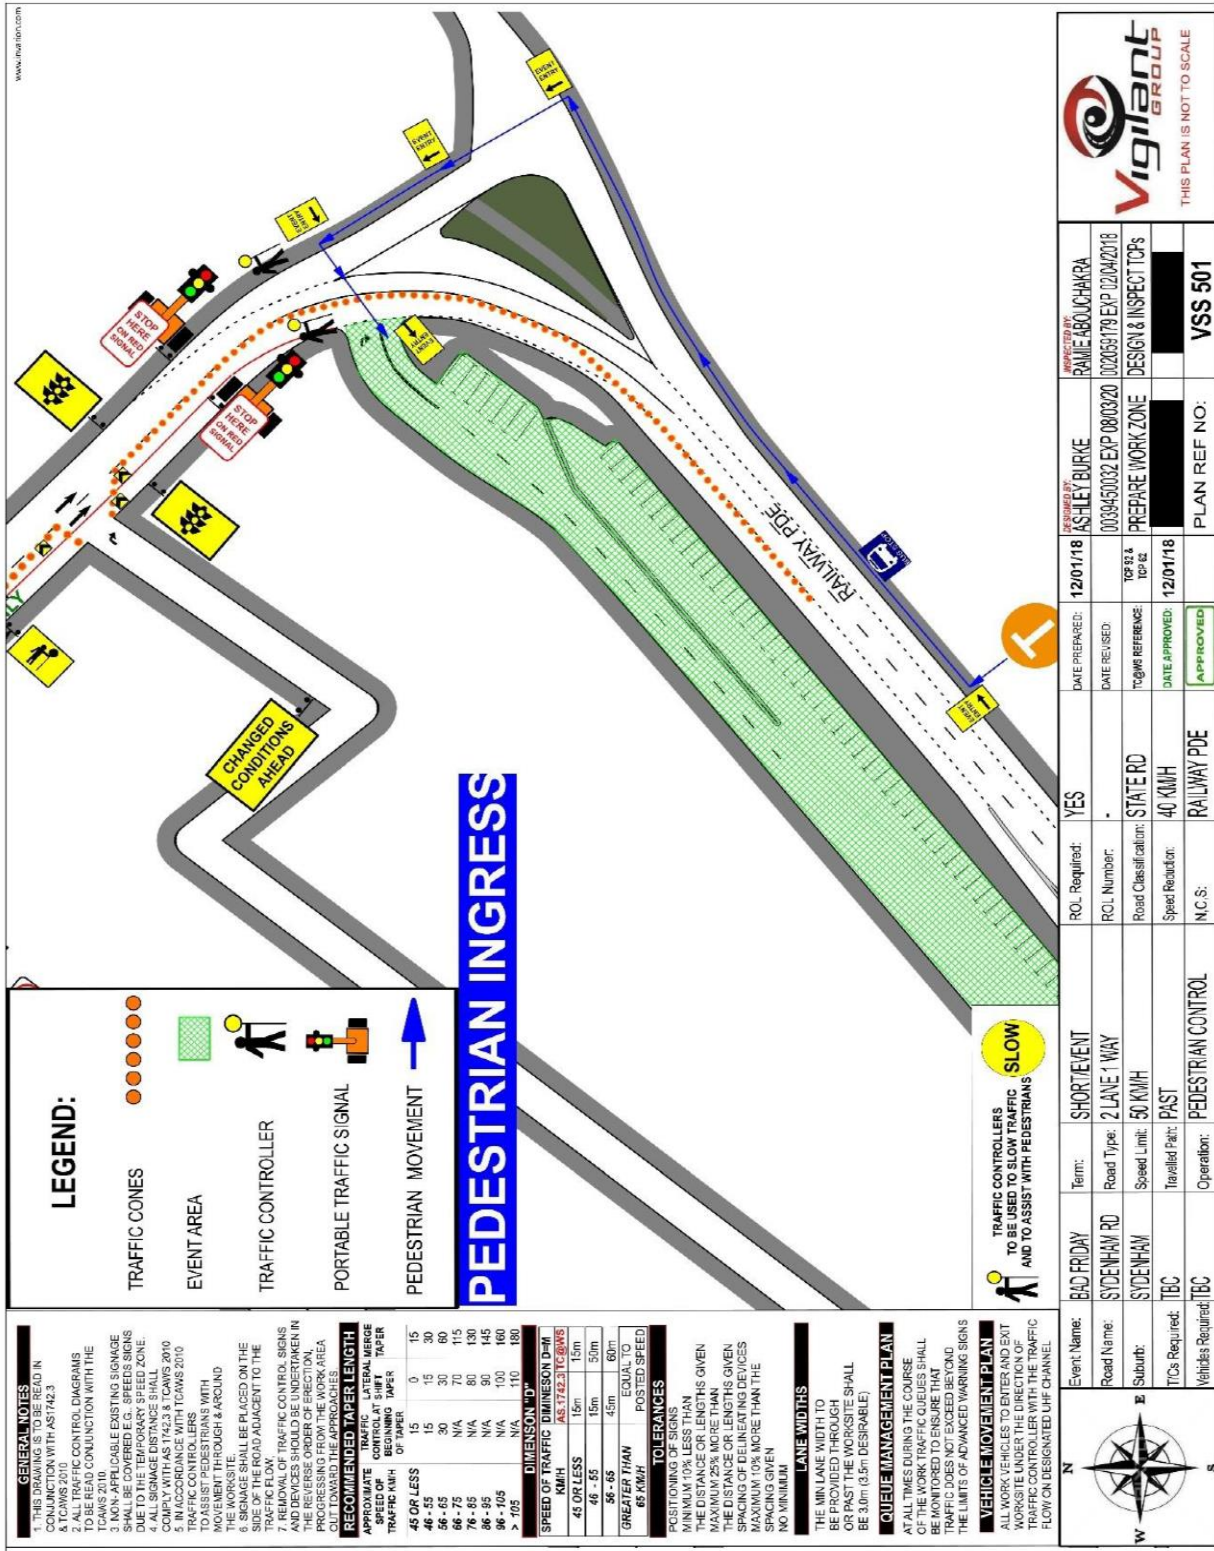 www.invarion.com
GENERAL NOTES
1. THIS DRAWING IS TO BE READ IN
CONJUNCTION WITH AS1742.3
& TCAWS 2010
2. ALL TRAFFIC CONTROL DIAGRAMS
TO BE READ CONJUNCTION WITH THE
TCAWS 2010.
3. NON- APPLICABLE EXISTING SIGNAGE
SHALL BE COVERED E.G. SPEEDS SIGNS
DUE TO THE TEMPORARY SPEED ZONE.
4. SIGNAGE DISTANCE SHALL
COMPLY WITH AS 1742.3 & TCAWS 2010
5. IN ACCORDANCE WITH TCAWS 2010
TRAFFIC CONTROLLERS
TO ASSIST PEDESTRIANS WITH
MOVEMENT THROUGH & AROUND
THE WORKSITE.
6. SIGNAGE SHALL BE PLACED ON THE
SIDE OF THE ROAD ADJACENT TO THE
TRAFFIC FLOW.
7. REMOVAL OF TRAFFIC CONTROL SIGNS
AND DEVICES SHOULD BE UNDERTAKEN IN
THE REVERSE ORDER OF ERECTION,
PROGRESSING FROM THE WORK AREA
OUT TOWARD THE APPROACHES
RECOMMENDED TAPER LENGTH
APPROXIMATE SPEED OF TRAFFIC KM/H TRAFFIC CONTROL AT BEGINNING OF TAPER LATERAL SHIFT TAPER MERGE TAPER
45 OR LESS 15 0 15
46 - 55 15 15 30
56 - 65 30 30 60
66 - 75 N/A 70 115
76 - 85 N/A 80 130
86 - 95 N/A 90 145
96 - 105 N/A 100 160
> 105 N/A 110 180
DIMENSION "D"
SPEED OF TRAFFIC KM/H DIMNESON D=M
AS.1742.3 TC@WS
45 OR LESS 15m 15m
46 - 55 15m 50m
56 - 65 45m 60m
GREATER THAN 65 KM/H EQUAL TO POSTED SPEED
TOLERANCES
POSITIONING OF SIGNS
MINIMUM 10% LESS THAN
THE DISTANCE OR LENGTHS GIVEN
MAXIMUM 25% MORE THAN
THE DISTANCE OR LENGTHS GIVEN
SPACING OF DELINEATING DEVICES
MAXIMUM 10% MORE THAN THE
SPACING GIVEN
NO MINIMUM
LANE WIDTHS
THE MIN LANE WIDTH TO
BE PROVIDED THROUGH
OR PAST THE WORKSITE SHALL
BE 3.0m (3.5m DESIRABLE)
QUEUE MANAGEMENT PLAN
AT ALL TIMES DURING THE COURSE
OF THE WORK TRAFFIC QUEUES SHALL
BE MONITORED TO ENSURE THAT
TRAFFIC DOES NOT EXCEED BEYOND
THE LIMITS OF ADVANCED WARNING SIGNS
VEHICLE MOVEMENT PLAN
ALL WORK VEHICLES TO ENTER AND EXIT
WORKSITE UNDER THE DIRECTION OF
TRAFFIC CONTROLLER WITH THE TRAFFIC
FLOW ON DESIGNATED UHF CHANNEL
LEGEND:
TRAFFIC CONES
EVENT AREA
TRAFFIC CONTROLLER
PORTABLE TRAFFIC SIGNAL
PEDESTRIAN MOVEMENT
PEDESTRIAN INGRESS
TRAFFIC CONTROLLERS
TO BE USED TO SLOW TRAFFIC
AND TO ASSIST WITH PEDESTRIANS
SLOW
CHANGED
CONDITIONS
AHEAD
STOP
HERE
ON RED
SIGNAL
STOP
HERE
ON RED
SIGNAL
EVENT
ENTRY
EVENT
ENTRY
EVENT
ENTRY
EVENT
ENTRY
EVENT
ENTRY
RAILWAY PDE
BUS STOP
T
N
W
E
S
Event Name: BAD FRIDAY
Road Name: SYDENHAM RD
Suburb: SYDENHAM
T/Cs Required: TBC
Vehicles Required: TBC
Term: SHORT/EVENT
Road Type: 2 LANE 1 WAY
Speed Limit: 50 KM/H
Travelled Path: PAST
Operation: PEDESTRIAN CONTROL
ROL Required: YES
ROL Number: -
Road Classification: STATE RD
Speed Reduction: 40 KM/H
N.C.S: RAILWAY PDE
DATE PREPARED: 12/01/18
DATE REVISED:
TC@WS REFERENCE: TCP 92 & TCP 62
DATE APPROVED: 12/01/18
APPROVED
DESIGNED BY:
ASHLEY BURKE
0039450032 EXP 08/03/20
PREPARE WORK ZONE
INSPECTED BY:
RAMIE ABOUCHAKRA
DESIGN & INSPECT TCPs
PLAN REF NO: VSS 501
Vigilant
GROUP
THIS PLAN IS NOT TO SCALE